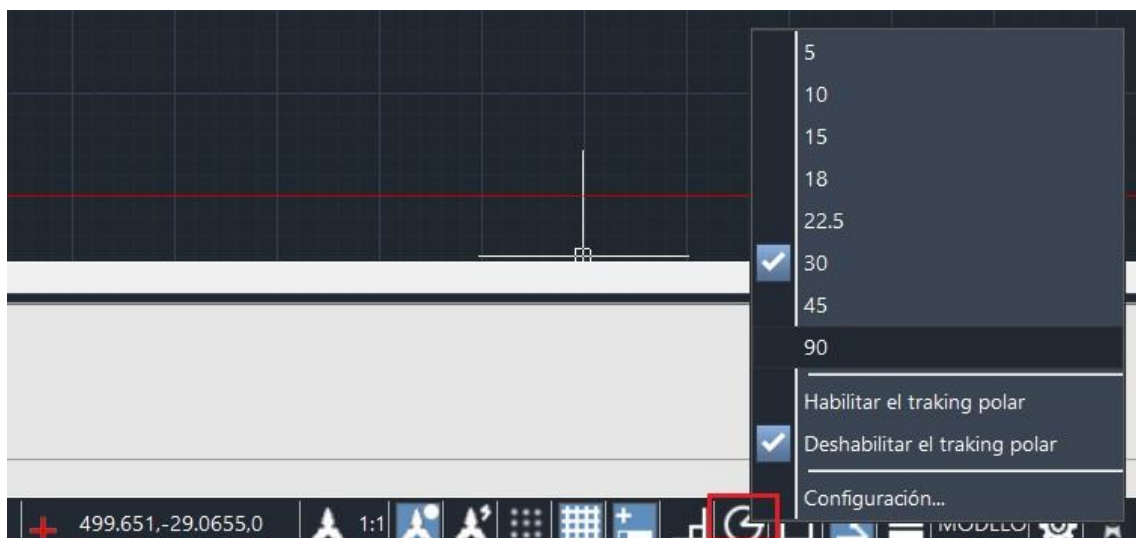 5
10
15
18
22.5
30
45
90
Habilitar el traking polar
Deshabilitar el traking polar
Configuración...
499.651,-29.0655,0
1:1
MODELO